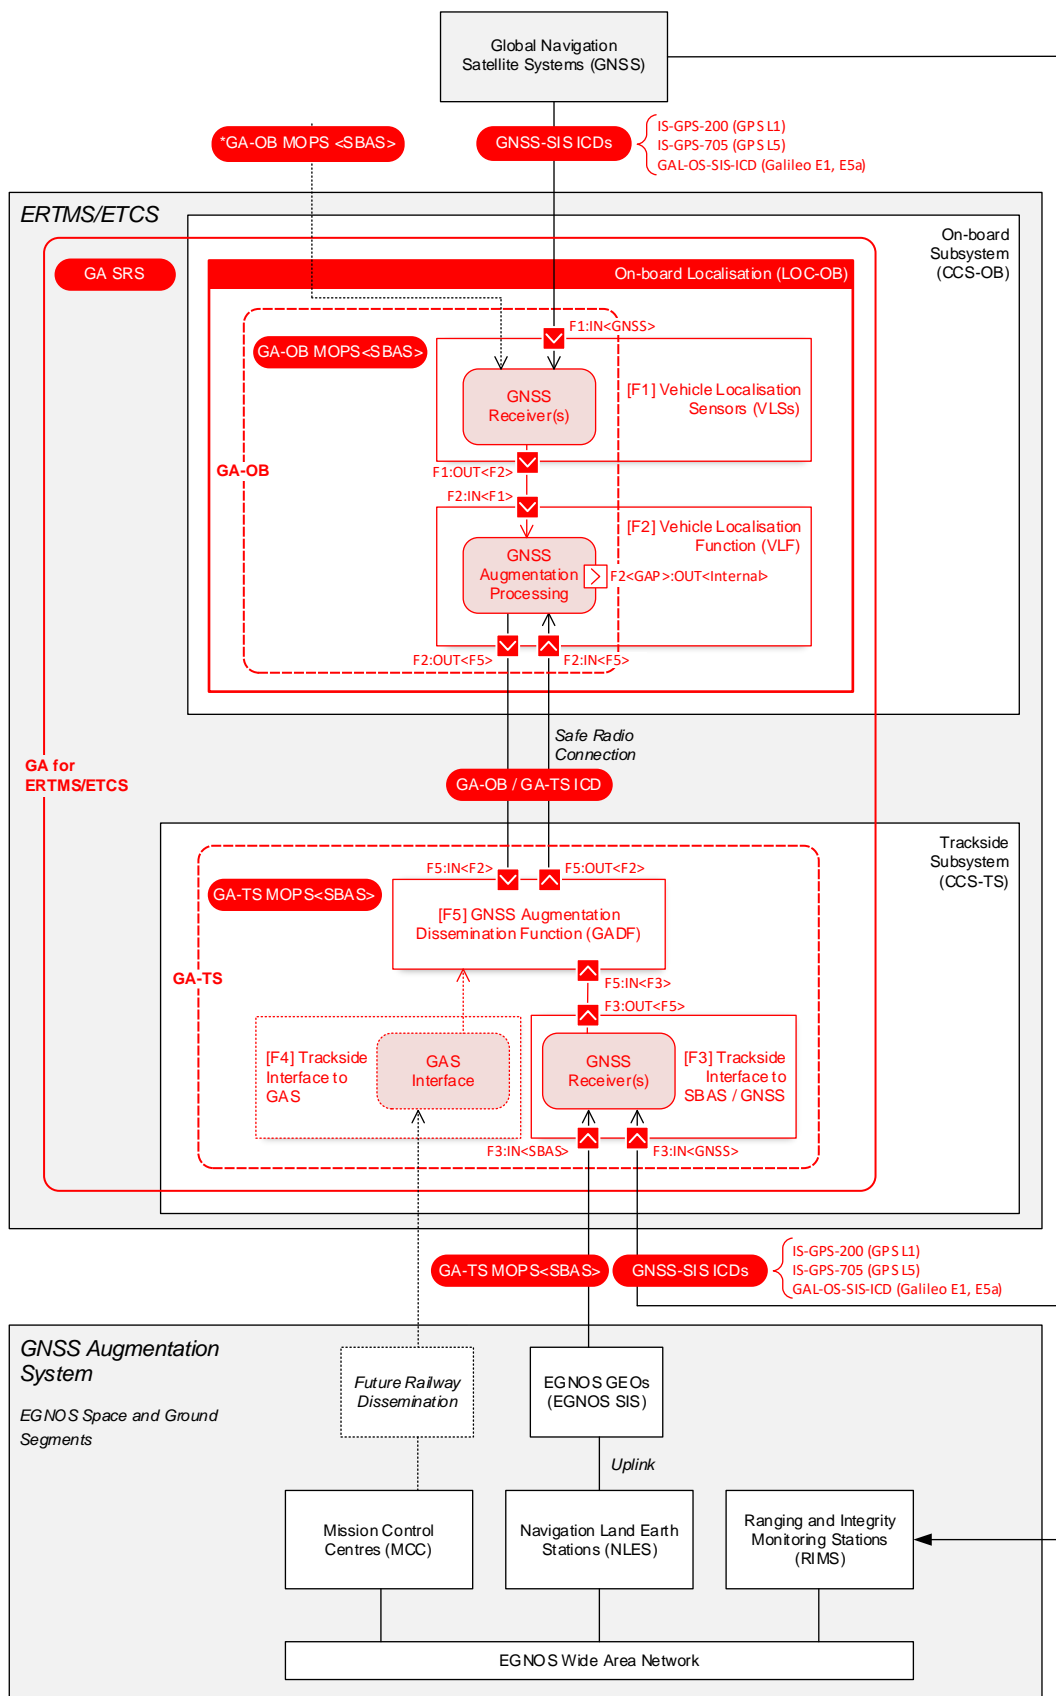 Global Navigation
Satellite Systems (GNSS)
*GA-OB MOPS <SBAS>
GNSS-SIS ICDs
IS-GPS-200 (GPS L1)
IS-GPS-705 (GPS L5)
GAL-OS-SIS-ICD (Galileo E1, E5a)
ERTMS/ETCS
On-board
Subsystem
(CCS-OB)
GA SRS
On-board Localisation (LOC-OB)
F1:IN<GNSS>
GA-OB MOPS<SBAS>
GNSS
Receiver(s)
[F1] Vehicle Localisation
Sensors (VLSs)
GA-OB
F1:OUT<F2>
F2:IN<F1>
[F2] Vehicle Localisation
Function (VLF)
GNSS
Augmentation
Processing
F2<GAP>:OUT<Internal>
F2:OUT<F5>
F2:IN<F5>
Safe Radio
Connection
GA for
ERTMS/ETCS
GA-OB / GA-TS ICD
Trackside
Subsystem
(CCS-TS)
F5:IN<F2>
F5:OUT<F2>
GA-TS MOPS<SBAS>
[F5] GNSS Augmentation
Dissemination Function (GADF)
GA-TS
F5:IN<F3>
F3:OUT<F5>
[F4] Trackside
Interface to
GAS
GAS
Interface
GNSS
Receiver(s)
[F3] Trackside
Interface to
SBAS / GNSS
F3:IN<SBAS>
F3:IN<GNSS>
GA-TS MOPS<SBAS>
GNSS-SIS ICDs
IS-GPS-200 (GPS L1)
IS-GPS-705 (GPS L5)
GAL-OS-SIS-ICD (Galileo E1, E5a)
GNSS Augmentation
System
EGNOS Space and Ground
Segments
Future Railway
Dissemination
EGNOS GEOs
(EGNOS SIS)
Uplink
Mission Control
Centres (MCC)
Navigation Land Earth
Stations (NLES)
Ranging and Integrity
Monitoring Stations
(RIMS)
EGNOS Wide Area Network